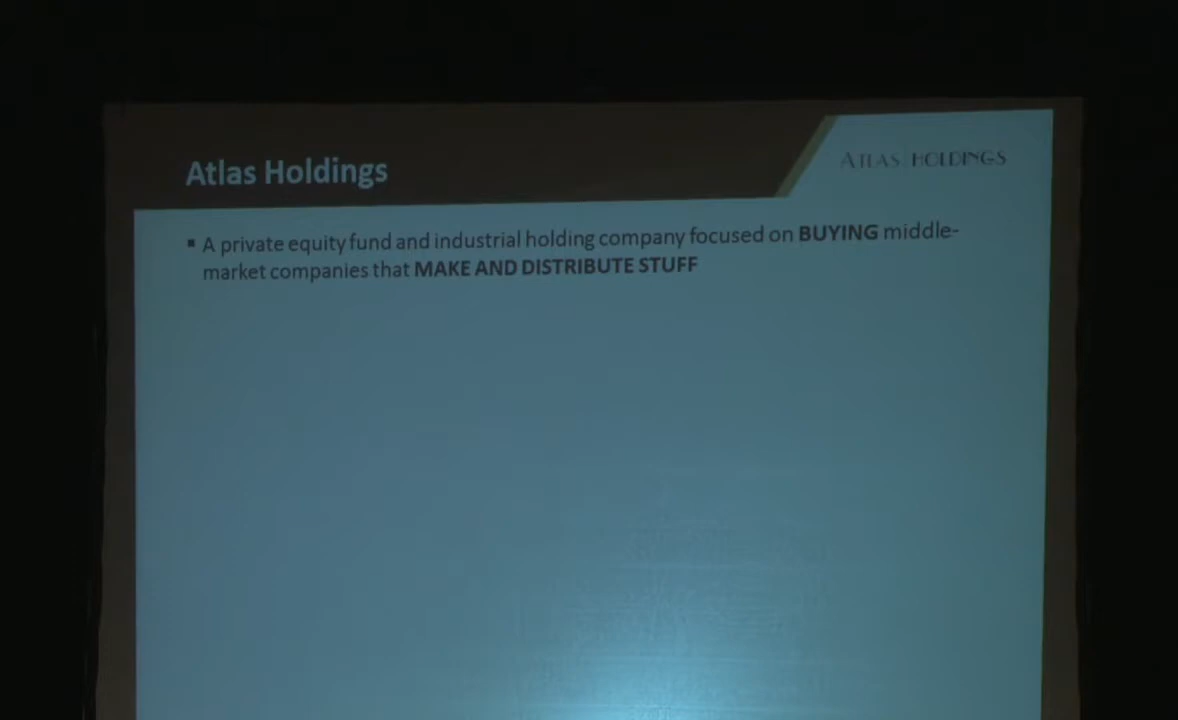 Atlas Holdings
ATLAS HOLDINGS
▪ A private equity fund and industrial holding company focused on BUYING middle-
market companies that MAKE AND DISTRIBUTE STUFF